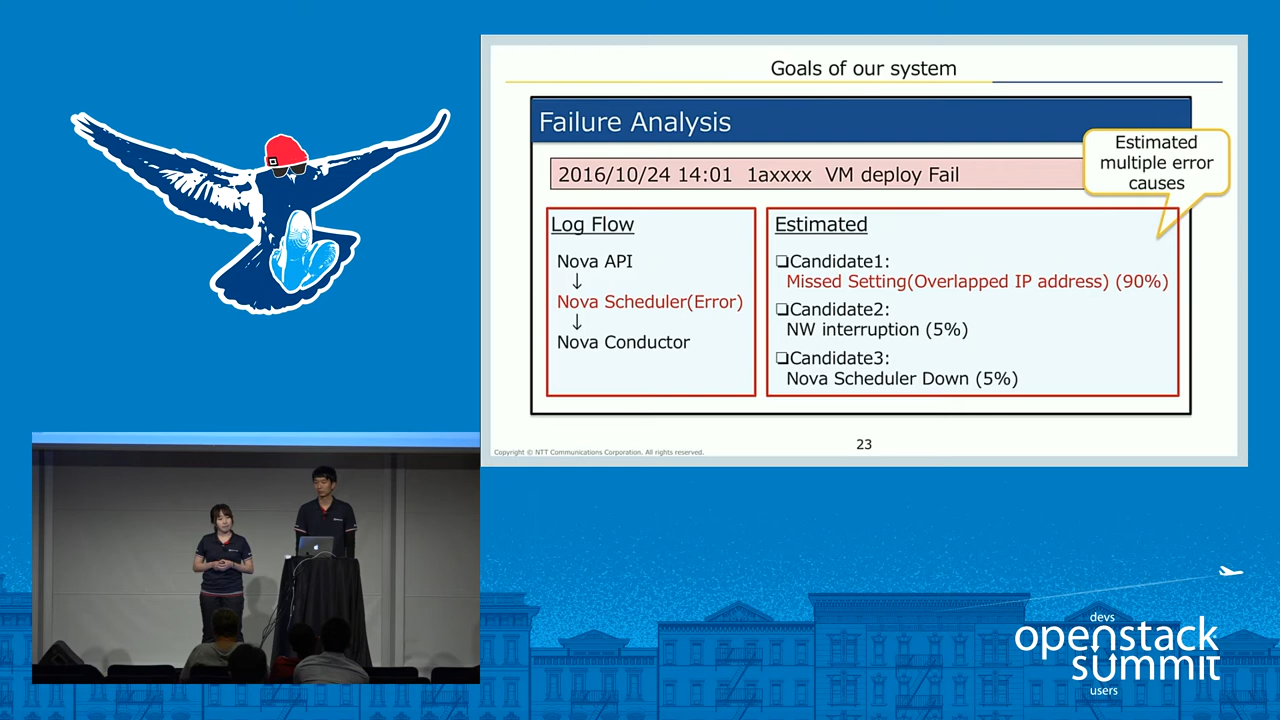 Goals of our system
Failure Analysis
2016/10/24 14:01 1axxxx VM deploy Fail
Estimated
multiple error
causes
Log Flow
Nova API
↓
Nova Scheduler(Error)
↓
Nova Conductor
Estimated
❑Candidate1:
Missed Setting(Overlapped IP address) (90%)
❑Candidate2:
NW interruption (5%)
❑Candidate3:
Nova Scheduler Down (5%)
23
Copyright © NTT Communications Corporation. All rights reserved.
devs
openstack
summit
users